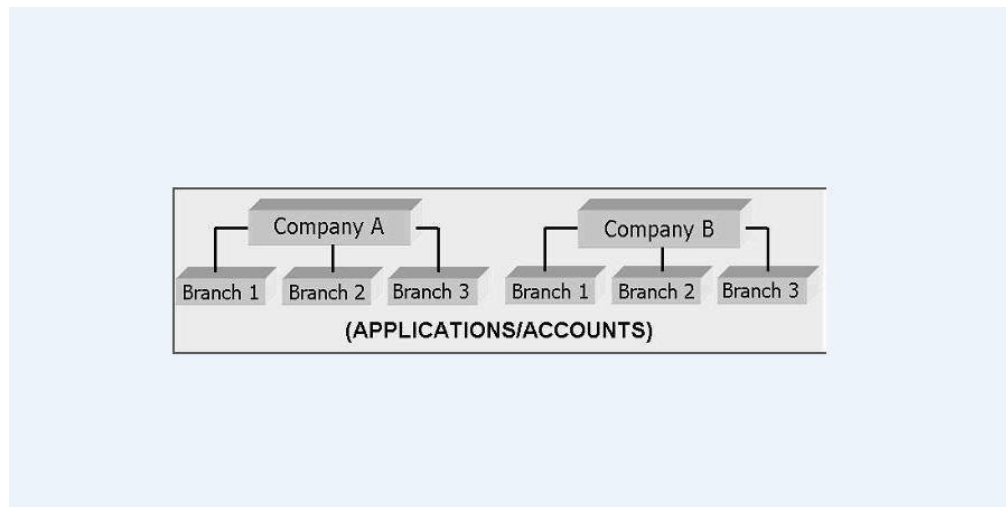 Company A
Company B
Branch 1
Branch 2
Branch 3
Branch 1
Branch 2
Branch 3
(APPLICATIONS/ACCOUNTS)